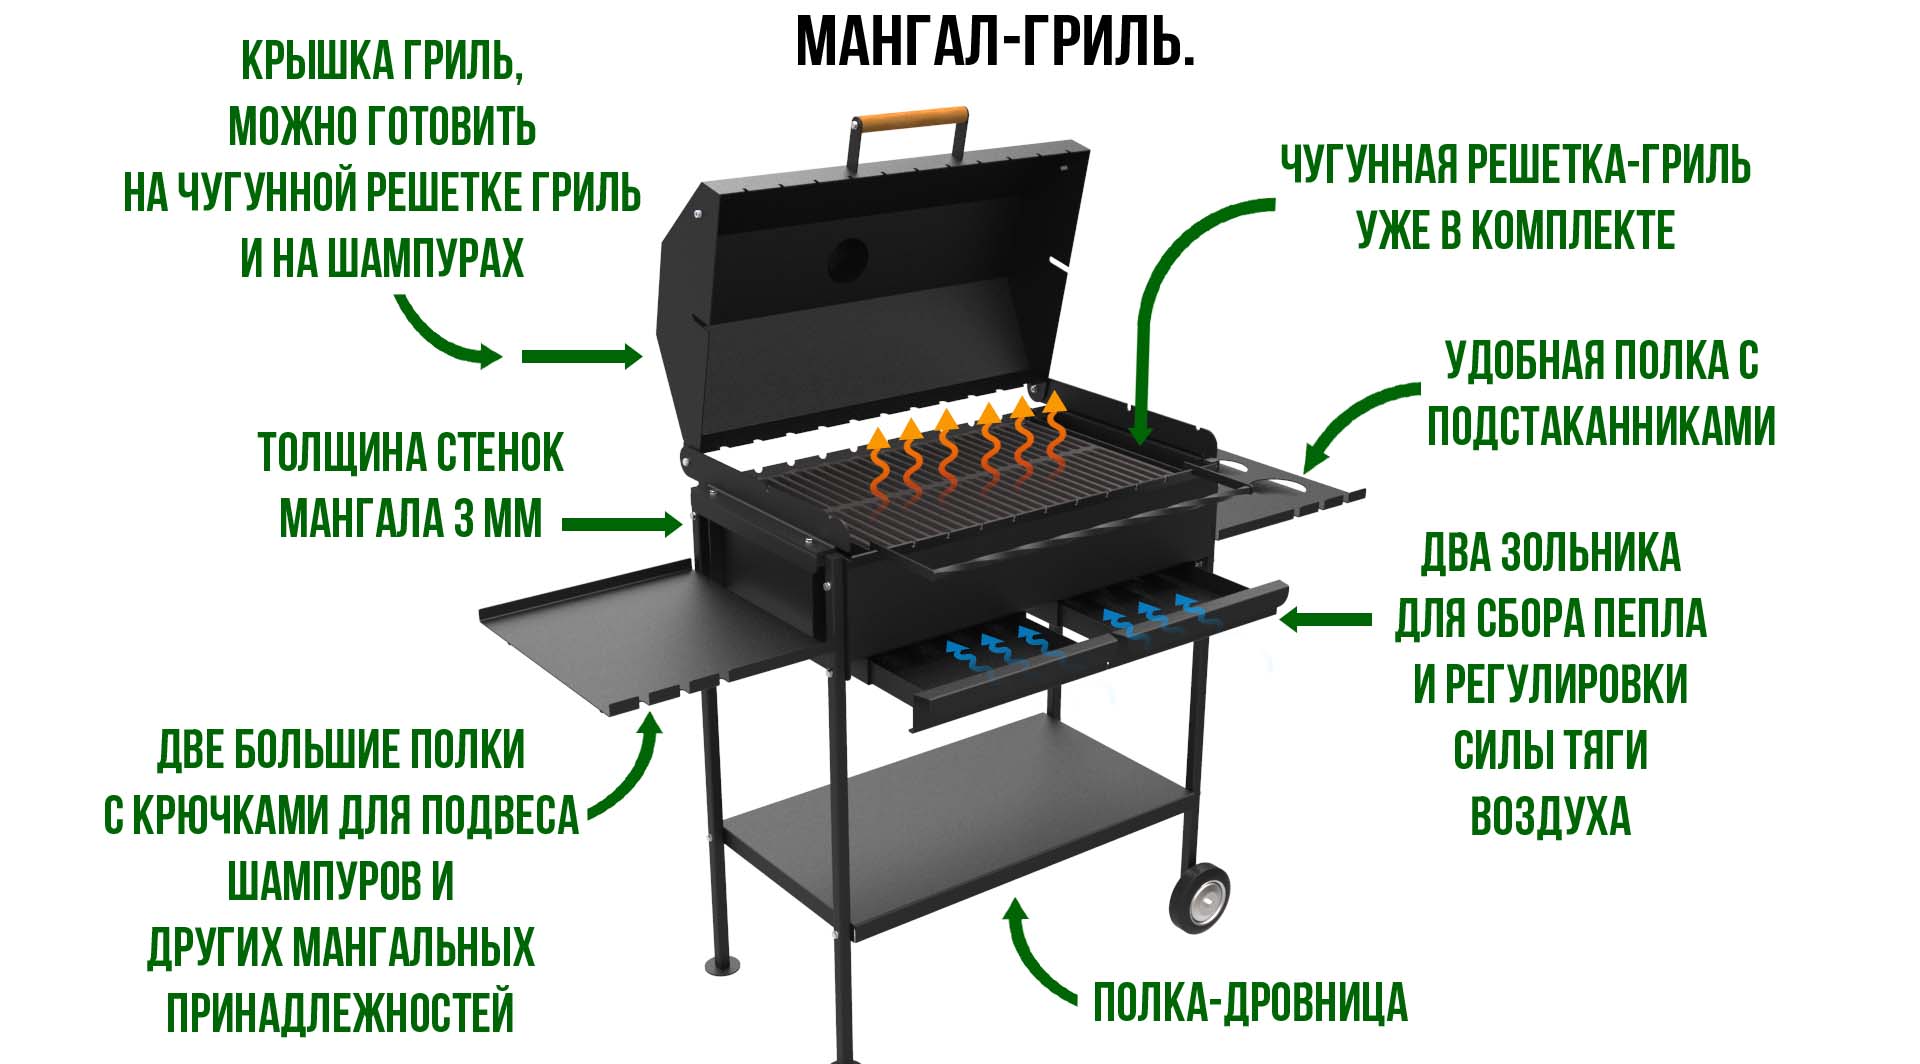 МАНГАЛ-ГРИЛЬ.
КРЫШКА ГРИЛЬ,
МОЖНО ГОТОВИТЬ
НА ЧУГУННОЙ РЕШЕТКЕ ГРИЛЬ
И НА ШАМПУРАХ
ЧУГУННАЯ РЕШЕТКА-ГРИЛЬ
УЖЕ В КОМПЛЕКТЕ
УДОБНАЯ ПОЛКА С
ПОДСТАКАННИКАМИ
ТОЛЩИНА СТЕНОК
МАНГАЛА 3 ММ
ДВА ЗОЛЬНИКА
ДЛЯ СБОРА ПЕПЛА
И РЕГУЛИРОВКИ
СИЛЫ ТЯГИ
ВОЗДУХА
ДВЕ БОЛЬШИЕ ПОЛКИ
С КРЮЧКАМИ ДЛЯ ПОДВЕСА
ШАМПУРОВ И
ДРУГИХ МАНГАЛЬНЫХ
ПРИНАДЛЕЖНОСТЕЙ
ПОЛКА-ДРОВНИЦА